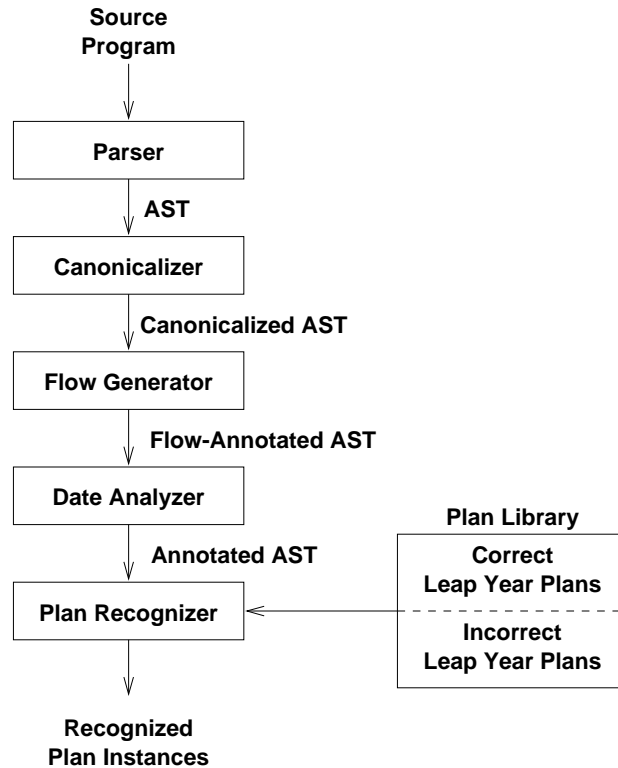 Source
Program
Parser
AST
Canonicalizer
Canonicalized AST
Flow Generator
Flow-Annotated AST
Date Analyzer
Annotated AST
Plan Recognizer
Recognized
Plan Instances
Plan Library
Correct
Leap Year Plans
Incorrect
Leap Year Plans